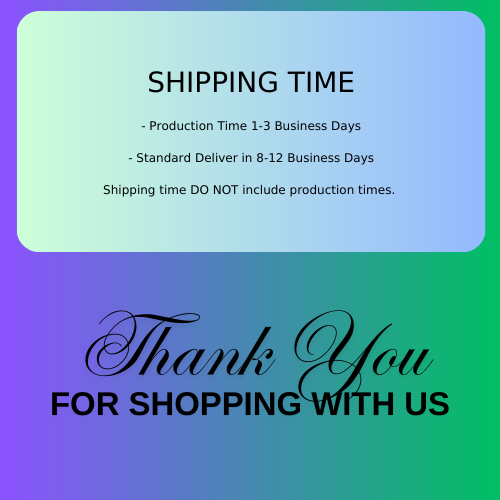 SHIPPING TIME
- Production Time 1-3 Business Days
- Standard Deliver in 8-12 Business Days
Shipping time DO NOT include production times.
Thank You
FOR SHOPPING WITH US